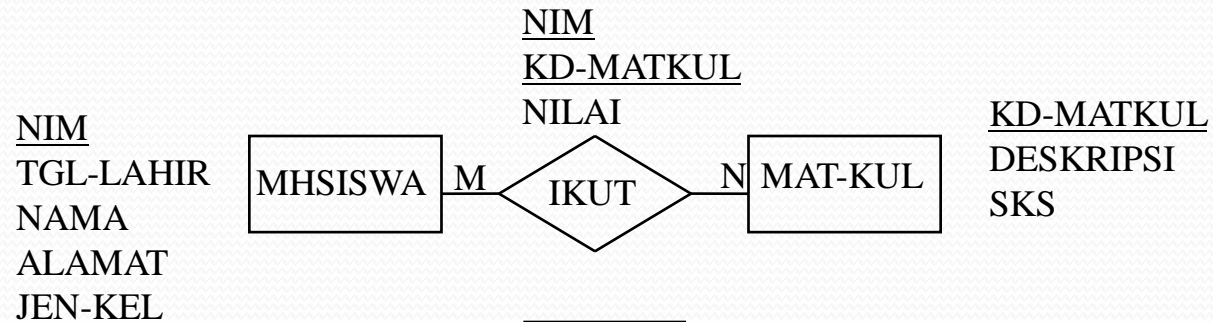 NIM
KD-MATKUL
NILAI
NIM
TGL-LAHIR
NAMA
ALAMAT
JEN-KEL
MHSISWA
M
IKUT
N
MAT-KUL
KD-MATKUL
DESKRIPSI
SKS